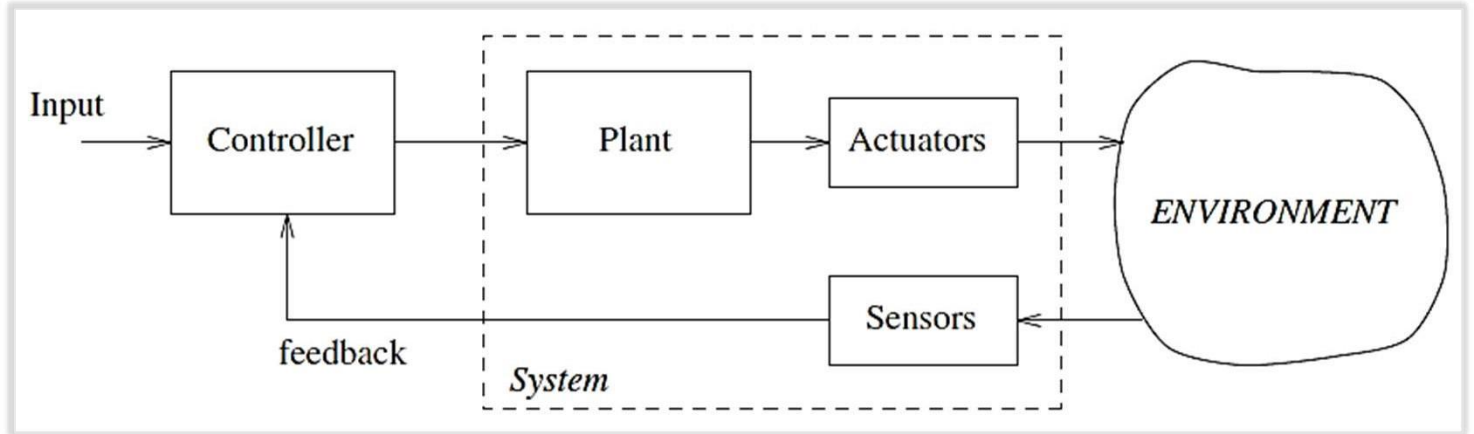 Input
Controller
Plant
Actuators
ENVIRONMENT
Sensors
feedback
System